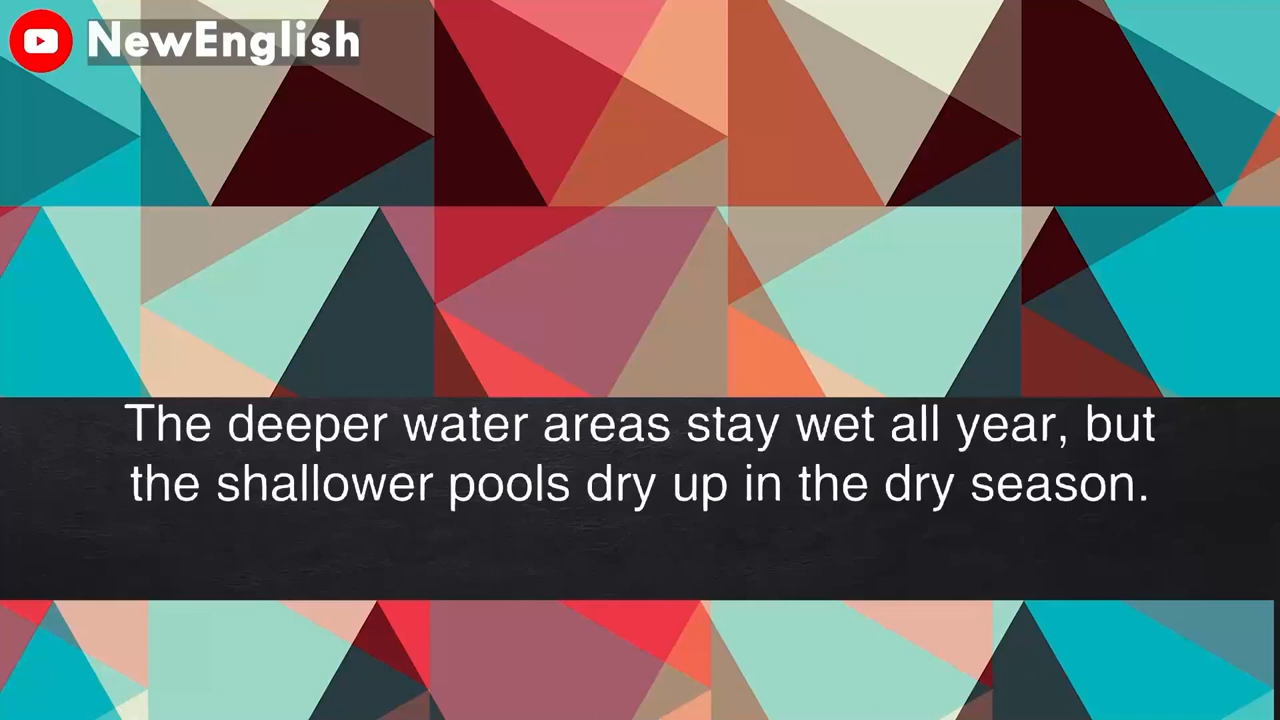 NewEnglish
The deeper water areas stay wet all year, but
the shallower pools dry up in the dry season.